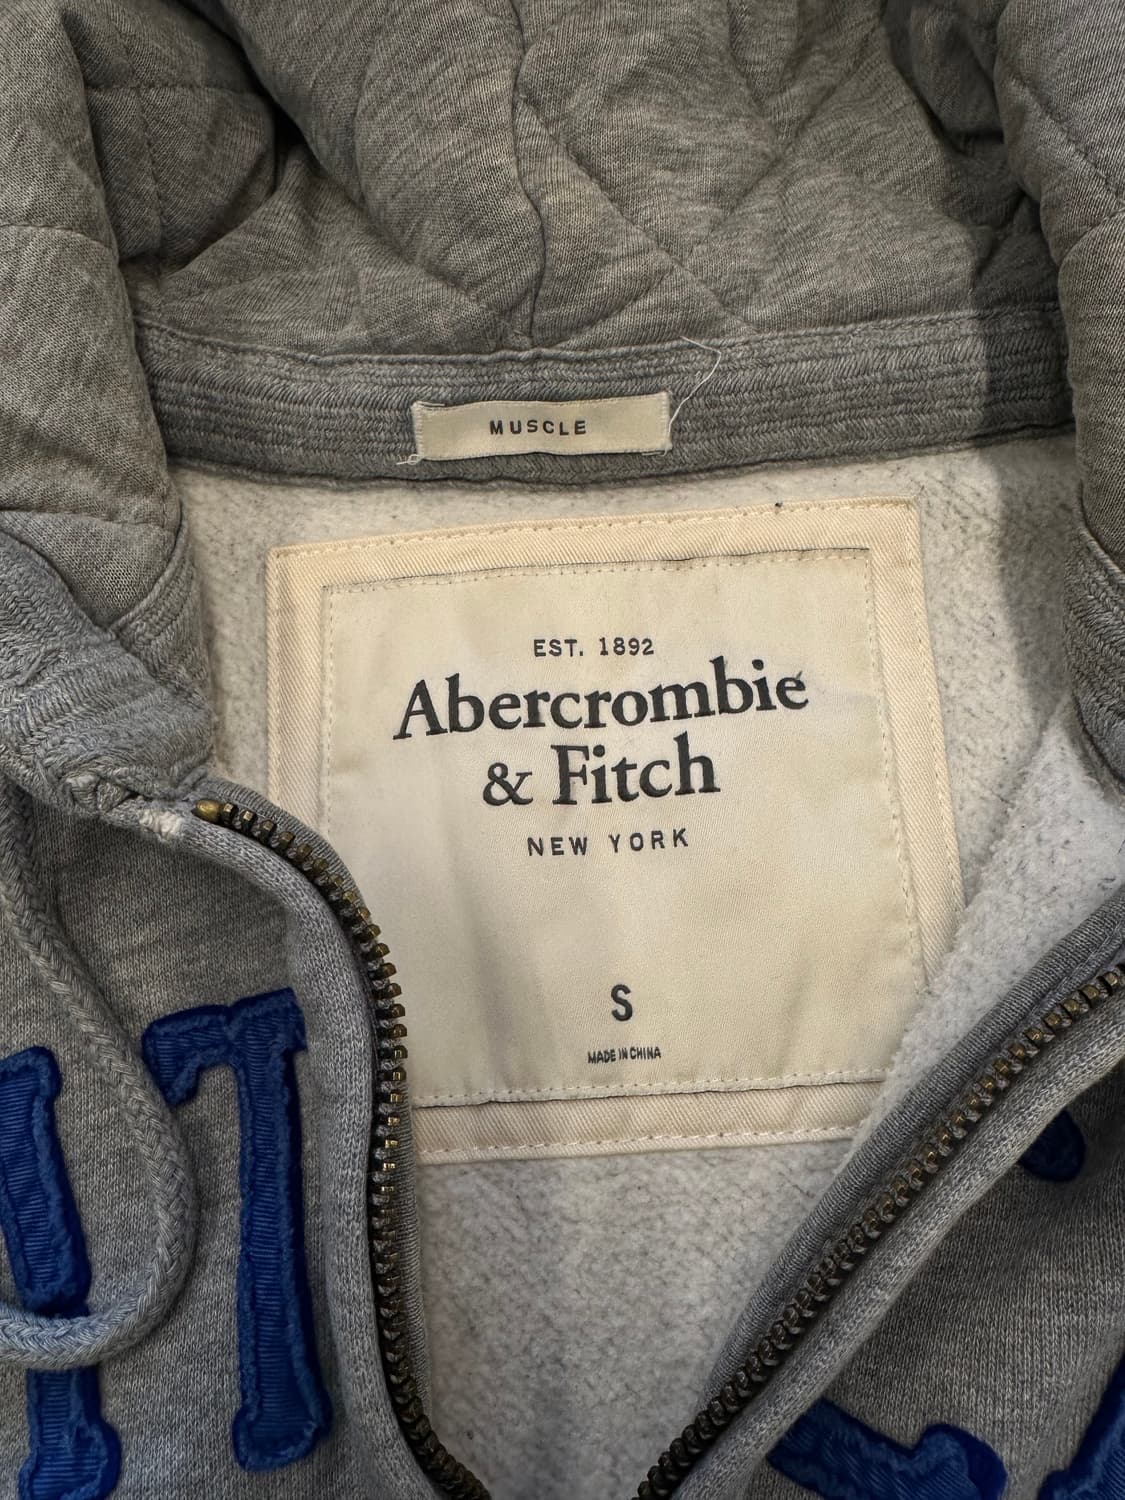 MUSCLE
EST. 1892
Abercrombie
& Fitch
NEW YORK
S
MADE IN CHINA